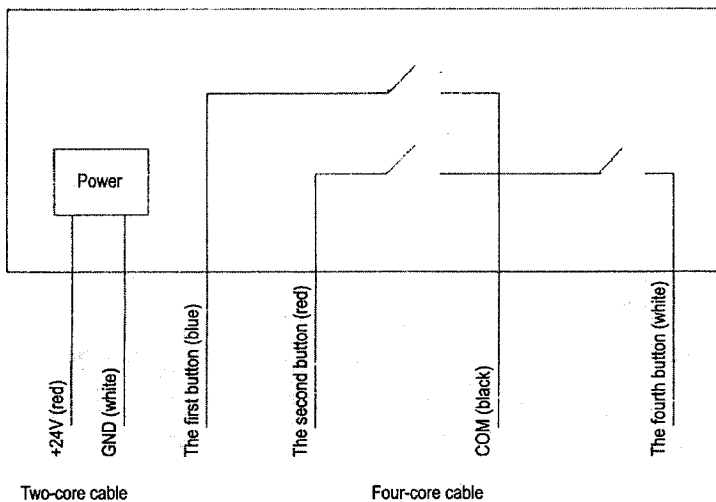 Power
+24V (red)
GND (white)
The first button (blue)
The second button (red)
COM (black)
The fourth button (white)
Two-core cable
Four-core cable